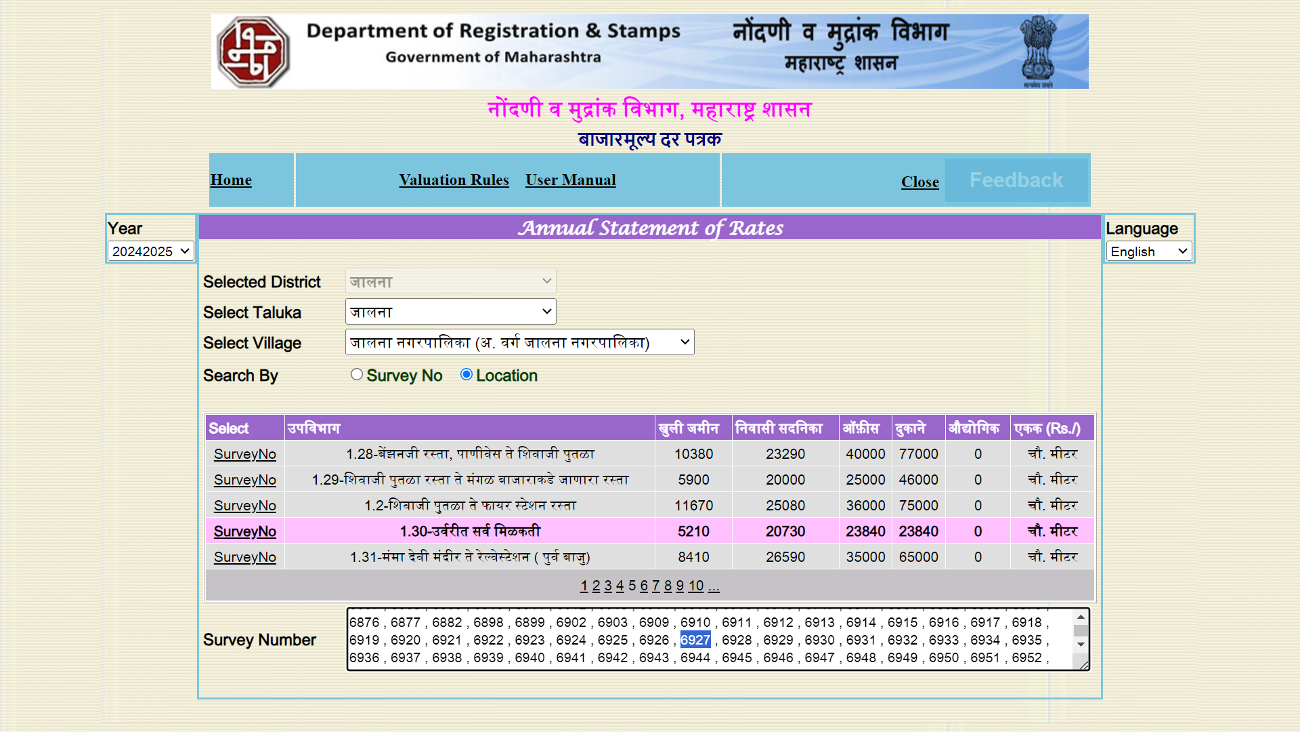 Department of Registration & Stamps
Government of Maharashtra
नोंदणी व मुद्रांक विभाग
महाराष्ट्र शासन
नोंदणी व मुद्रांक विभाग, महाराष्ट्र शासन
बाजारमूल्य दर पत्रक
Home Valuation Rules User Manual Close Feedback
Year
20242025
Annual Statement of Rates
Language
English
Selected District जालना
Select Taluka जालना
Select Village जालना नगरपालिका (अ. वर्ग जालना नगरपालिका)
Search By Survey No Location
Select उपविभाग खुली जमीन निवासी सदनिका ऑफ़ीस दुकाने औद्योगिक एकक (Rs./)
SurveyNo 1.28-बेंझनजी रस्ता, पाणीवेस ते शिवाजी पुतळा 10380 23290 40000 77000 0 चौ. मीटर
SurveyNo 1.29-शिवाजी पुतळा रस्ता ते मंगळ बाजाराकडे जाणारा रस्ता 5900 20000 25000 46000 0 चौ. मीटर
SurveyNo 1.2-शिवाजी पुतळा ते फायर स्टेशन रस्ता 11670 25080 36000 75000 0 चौ. मीटर
SurveyNo 1.30-उर्वरीत सर्व मिळकती 5210 20730 23840 23840 0 चौ. मीटर
SurveyNo 1.31-मंमा देवी मंदीर ते रेल्वेस्टेशन ( पुर्व बाजु) 8410 26590 35000 65000 0 चौ. मीटर
1 2 3 4 5 6 7 8 9 10 ...
Survey Number
6876 , 6877 , 6882 , 6898 , 6899 , 6902 , 6903 , 6909 , 6910 , 6911 , 6912 , 6913 , 6914 , 6915 , 6916 , 6917 , 6918 ,
6919 , 6920 , 6921 , 6922 , 6923 , 6924 , 6925 , 6926 , 6927 , 6928 , 6929 , 6930 , 6931 , 6932 , 6933 , 6934 , 6935 ,
6936 , 6937 , 6938 , 6939 , 6940 , 6941 , 6942 , 6943 , 6944 , 6945 , 6946 , 6947 , 6948 , 6949 , 6950 , 6951 , 6952 ,